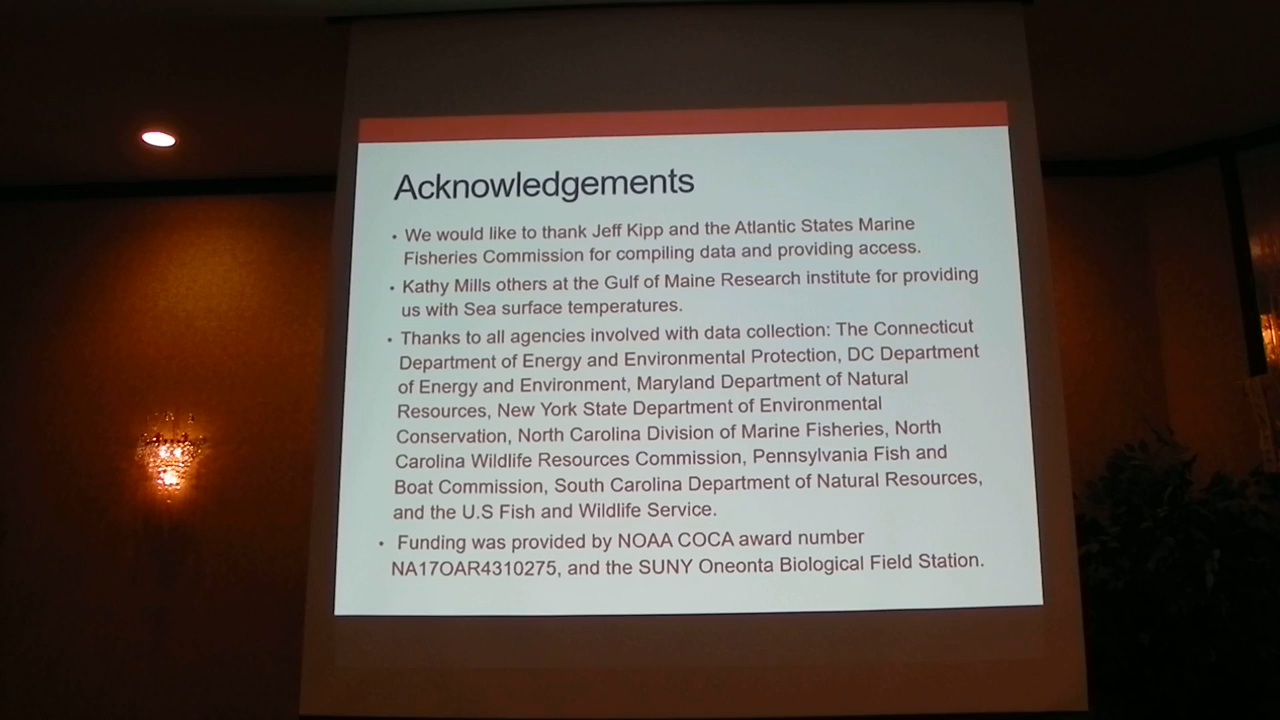 Acknowledgements
• We would like to thank Jeff Kipp and the Atlantic States Marine
Fisheries Commission for compiling data and providing access.
• Kathy Mills others at the Gulf of Maine Research institute for providing
us with Sea surface temperatures.
• Thanks to all agencies involved with data collection: The Connecticut
Department of Energy and Environmental Protection, DC Department
of Energy and Environment, Maryland Department of Natural
Resources, New York State Department of Environmental
Conservation, North Carolina Division of Marine Fisheries, North
Carolina Wildlife Resources Commission, Pennsylvania Fish and
Boat Commission, South Carolina Department of Natural Resources,
and the U.S Fish and Wildlife Service.
• Funding was provided by NOAA COCA award number
NA17OAR4310275, and the SUNY Oneonta Biological Field Station.